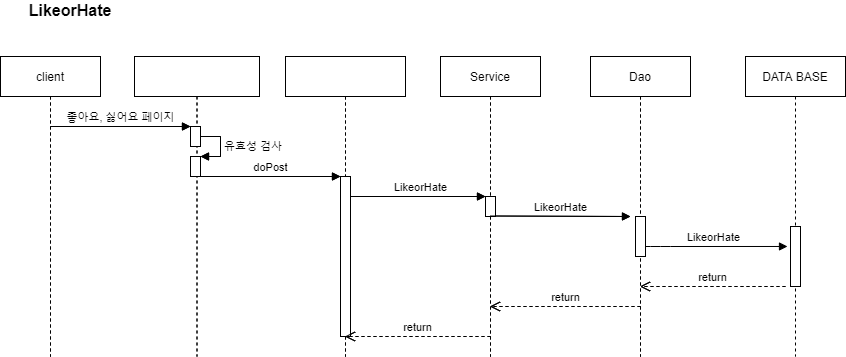 LikeorHate
client
Service
Dao
DATA BASE
좋아요, 싫어요 페이지
유효성 검사
doPost
LikeorHate
LikeorHate
LikeorHate
return
return
return